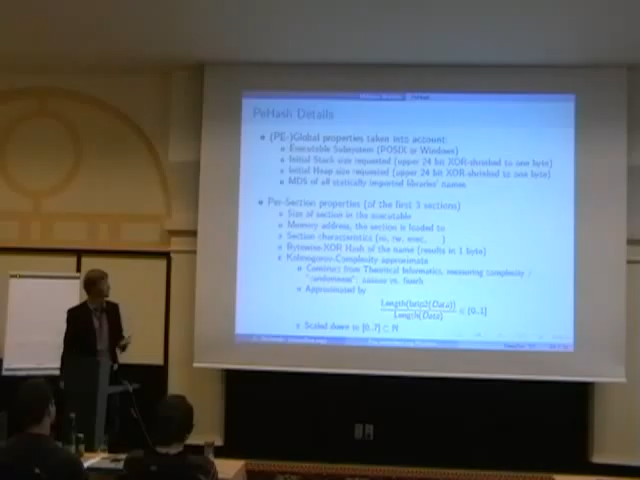 PeHash Details
(PE-)Global properties taken into account:
Executable Subsystem (POSIX or Windows)
Initial Stack size requested (upper 24 bit XOR-shrinked to one byte)
Initial Heap size requested (upper 24 bit XOR-shrinked to one byte)
MD5 of all statically imported libraries' names
Per-Section properties (of the first 3 sections)
Size of section in the executable
Memory address, the section is loaded to
Section characteristics (ro, rw, exec, )
Bytewise-XOR Hash of the name (results in 1 byte)
Kolmogorov-Complexity approximate
Construct from Theoretical Informatics, measuring complexity /
Approximated by
Length(bzip2(Data))
Length(Data) ∈ [0..1]
Scaled down to [0..7] ⊂ ℕ